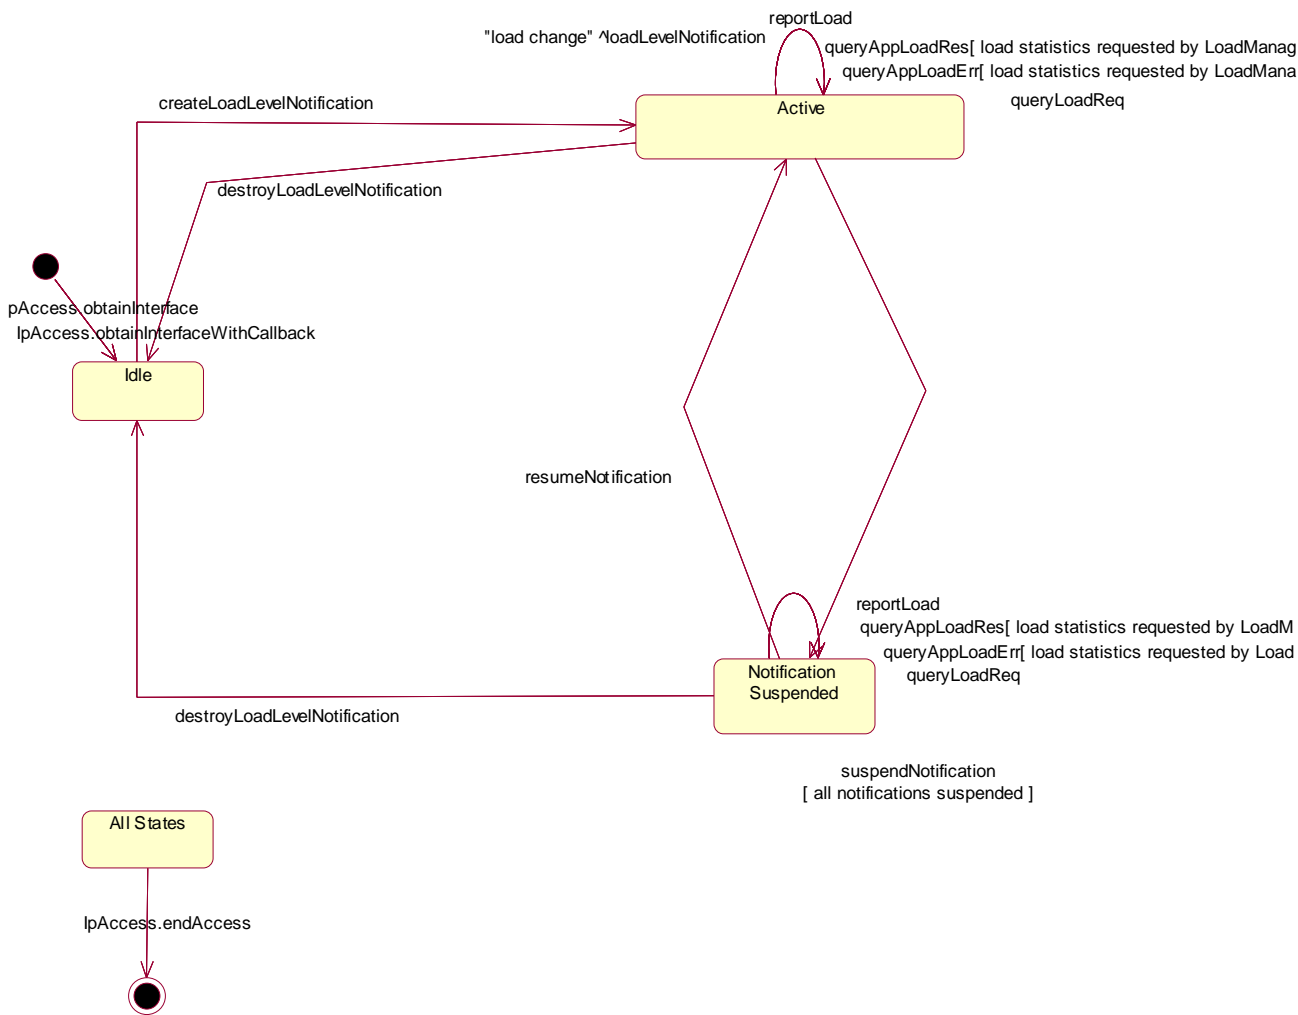 reportLoad
"load change" ^loadLevelNotification
queryAppLoadRes[ load statistics requested by LoadManag
queryAppLoadErr[ load statistics requested by LoadMana
queryLoadReq
Active
createLoadLevelNotification
destroyLoadLevelNotification
pAccess.obtainInterface
IpAccess.obtainInterfaceWithCallback
Idle
resumeNotification
reportLoad
queryAppLoadRes[ load statistics requested by LoadM
queryAppLoadErr[ load statistics requested by Load
queryLoadReq
Notification
Suspended
destroyLoadLevelNotification
suspendNotification
[ all notifications suspended ]
All States
IpAccess.endAccess